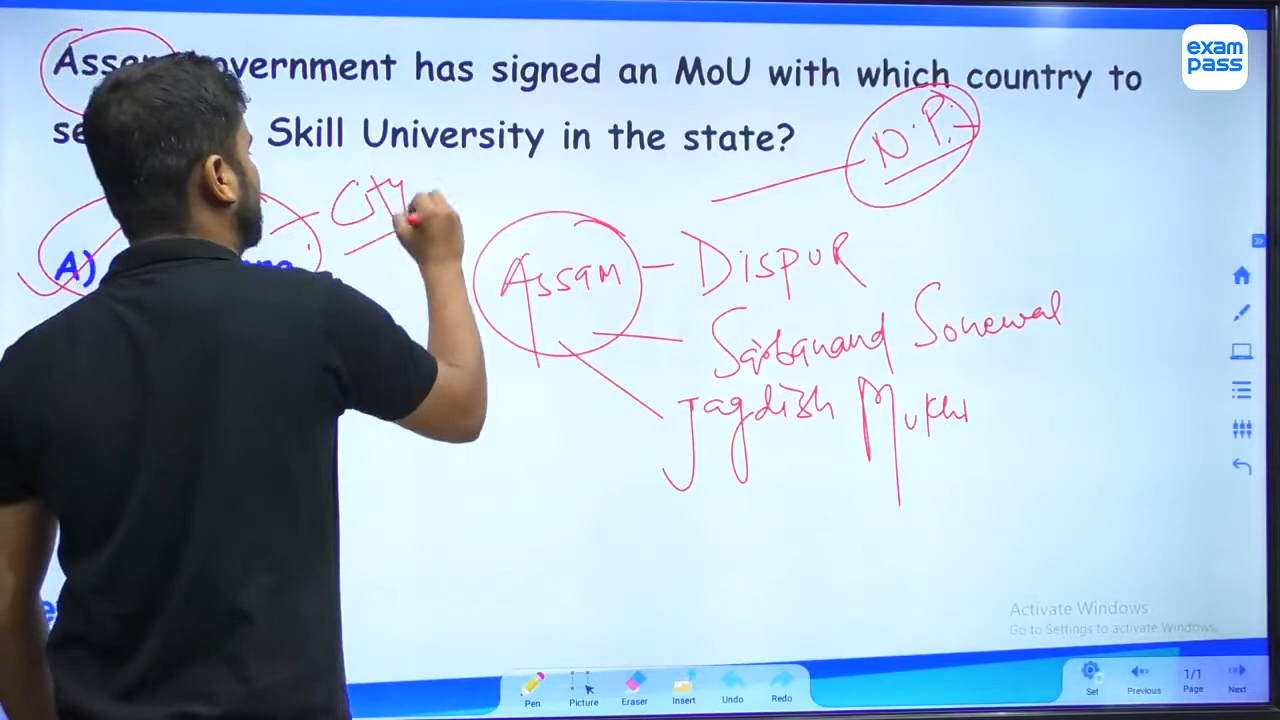 exam
pass
Assam Government has signed an MoU with which country to
Skill University in the state?
N.P.
City
A)
Assam - Dispur
Sarbanand Sonewal
Jagdish Mukhi
Activate Windows
Go to Settings to activate Windows.
Pen Picture Eraser Insert Undo Redo
Set Previous 1/1 Page Next